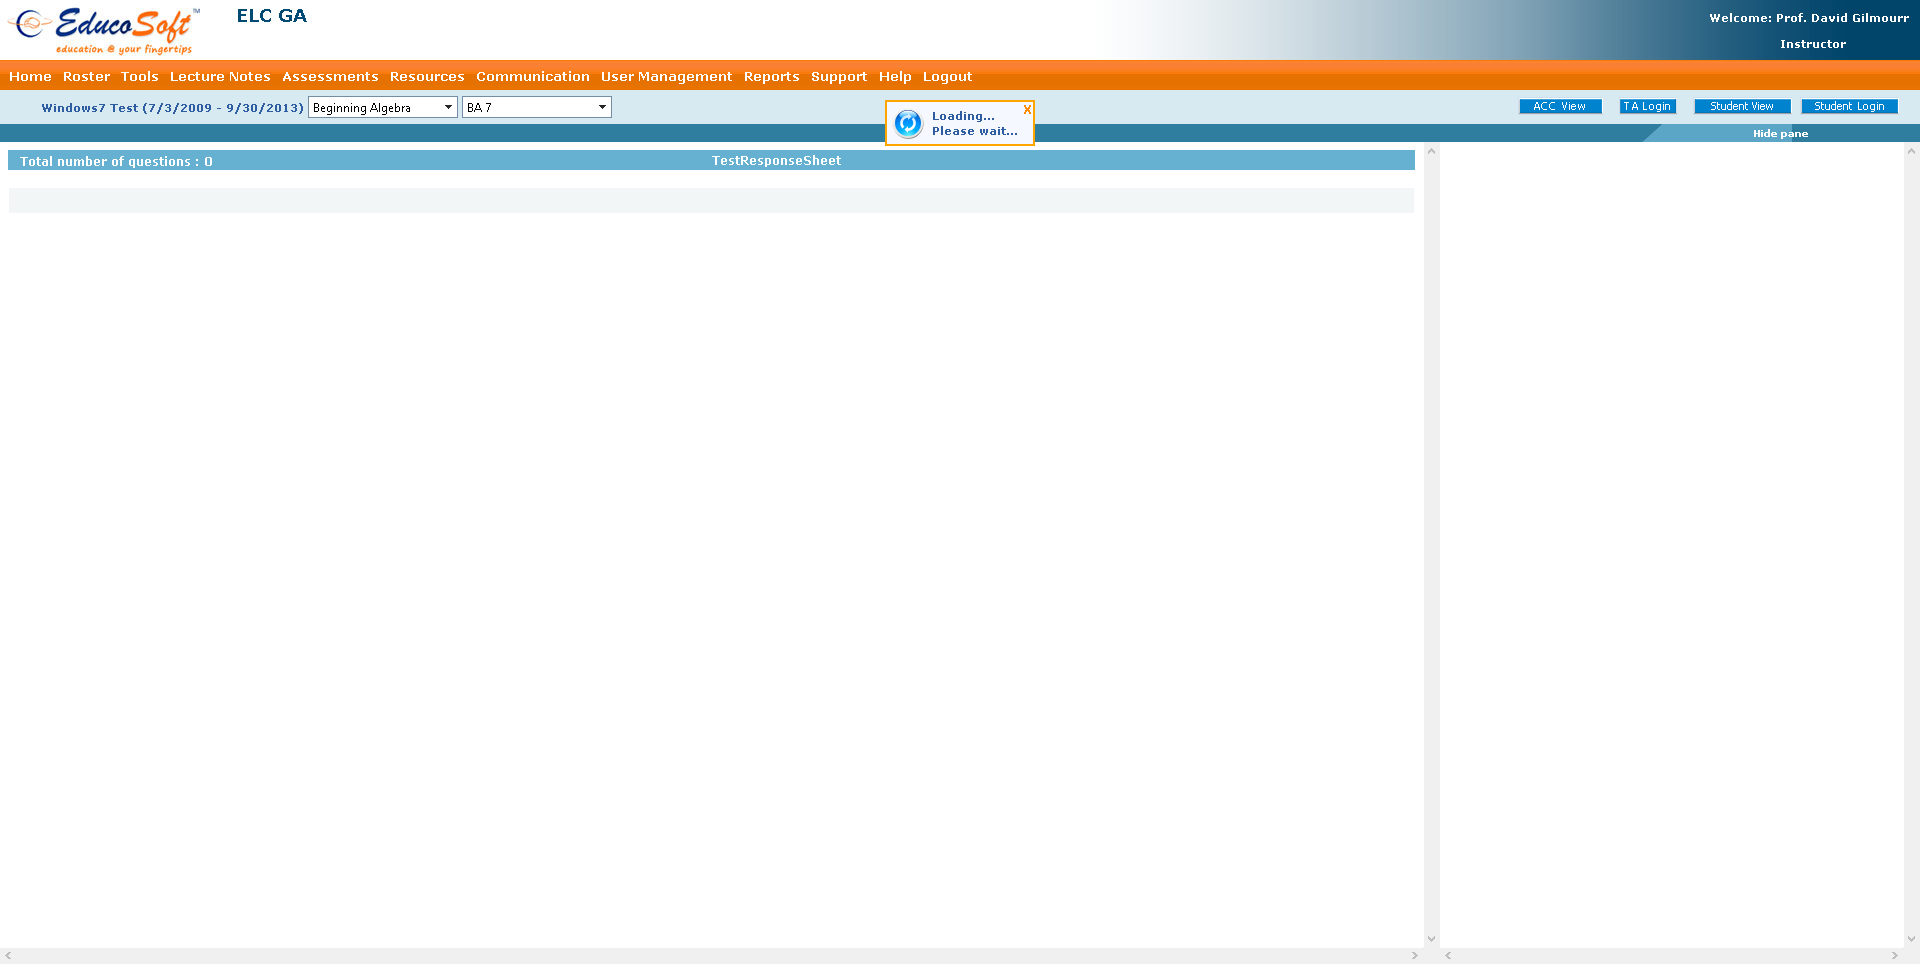 EducoSoft™
education @ your fingertips
ELC GA
Welcome: Prof. David Gilmourr
Instructor
Home Roster Tools Lecture Notes Assessments Resources Communication User Management Reports Support Help Logout
Windows7 Test (7/3/2009 - 9/30/2013) Beginning Algebra BA 7
Loading...
Please wait...
X
ACC View TA Login Student View Student Login
Hide pane
Total number of questions : 0 TestResponseSheet